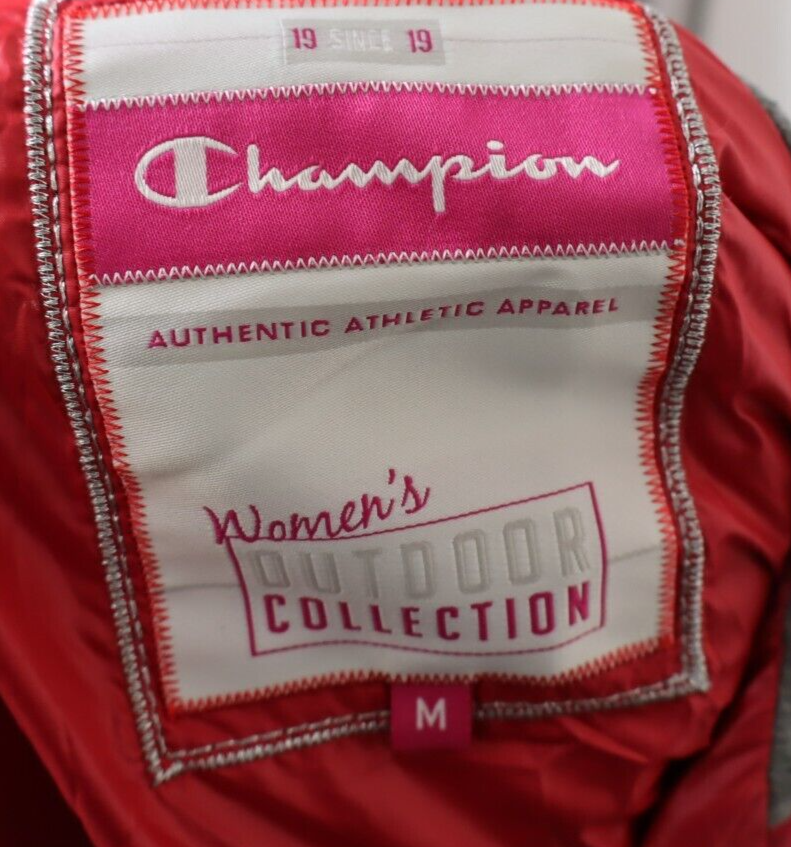 19 SINCE 19
Champion
AUTHENTIC ATHLETIC APPAREL
Women's
OUTDOOR
COLLECTION
M